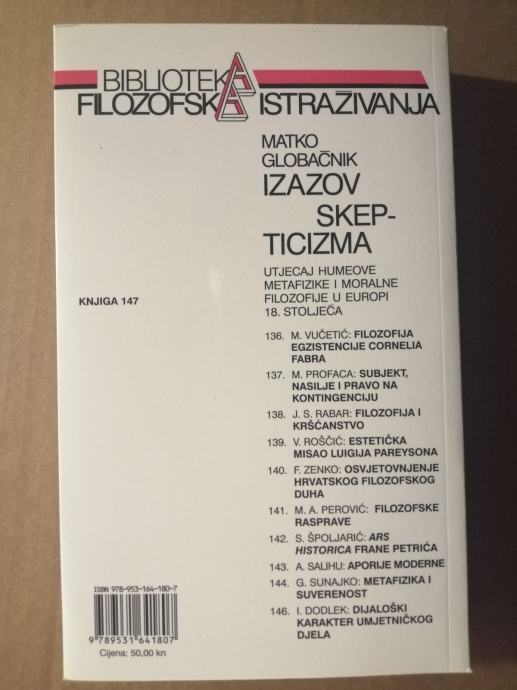 BIBLIOTEKA
FILOZOFSKA ISTRAŽIVANJA
MATKO
GLOBAČNIK
IZAZOV
SKEP-
TICIZMA
UTJECAJ HUMEOVE
METAFIZIKE I MORALNE
FILOZOFIJE U EUROPI
18. STOLJEČA
KNJIGA 147
136. M. VUČETIĆ: FILOZOFIJA
EGZISTENCIJE CORNELIA
FABRA
137. M. PROFACA: SUBJEKT,
NASILJE I PRAVO NA
KONTINGENCIJU
138. J. S. RABAR: FILOZOFIJA I
KRŠĆANSTVO
139. V. ROŠČIĆ: ESTETIČKA
MISAO LUIGIJA PAREYSONA
140. F. ZENKO: OSVJETOVNJENJE
HRVATSKOG FILOZOFSKOG
DUHA
141. M. A. PEROVIĆ: FILOZOFSKE
RASPRAVE
142. S. ŠPOLJARIĆ: ARS
HISTORICA FRANE PETRIĆA
143. A. SALIHU: APORIJE MODERNE
144. G. SUNAJKO: METAFIZIKA I
SUVERENOST
146. I. DODLEK: DIJALOŠKI
KARAKTER UMJETNIČKOG
DJELA
ISBN 978-953-164-180-7
9 789531 641807
Cijena: 50,00 kn